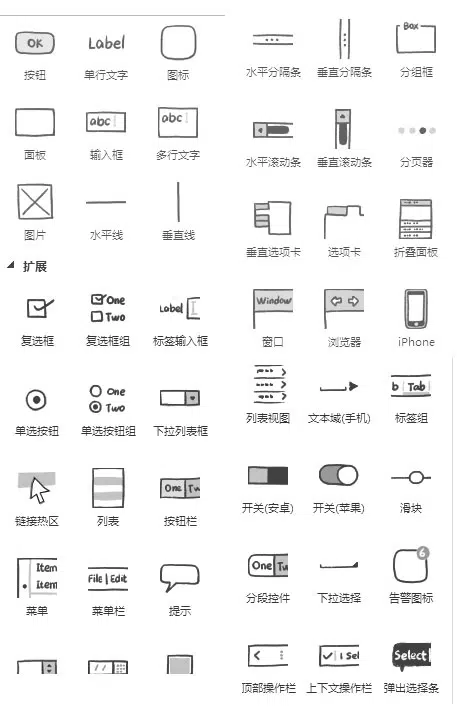 OK Label
按钮 单行文字 图标
abc abc
面板 输入框 多行文字
图片 水平线 垂直线
扩展
One
Two Label
复选框 复选框组 标签输入框
One
Two
单选按钮 单选按钮组 下拉列表框
One Tw
链接热区 列表 按钮栏
Item
Item File Edit
菜单 菜单栏 提示
Box
水平分隔条 垂直分隔条 分组框
水平滚动条 垂直滚动条 分页器
垂直选项卡 选项卡 折叠面板
Window
窗口 浏览器 iPhone
b Tab
列表视图 文本域(手机) 标签组
开关(安卓) 开关(苹果) 滑块
One Tw 6
分段控件 下拉选择 告警图标
Sel Select
顶部操作栏 上下文操作栏 弹出选择条